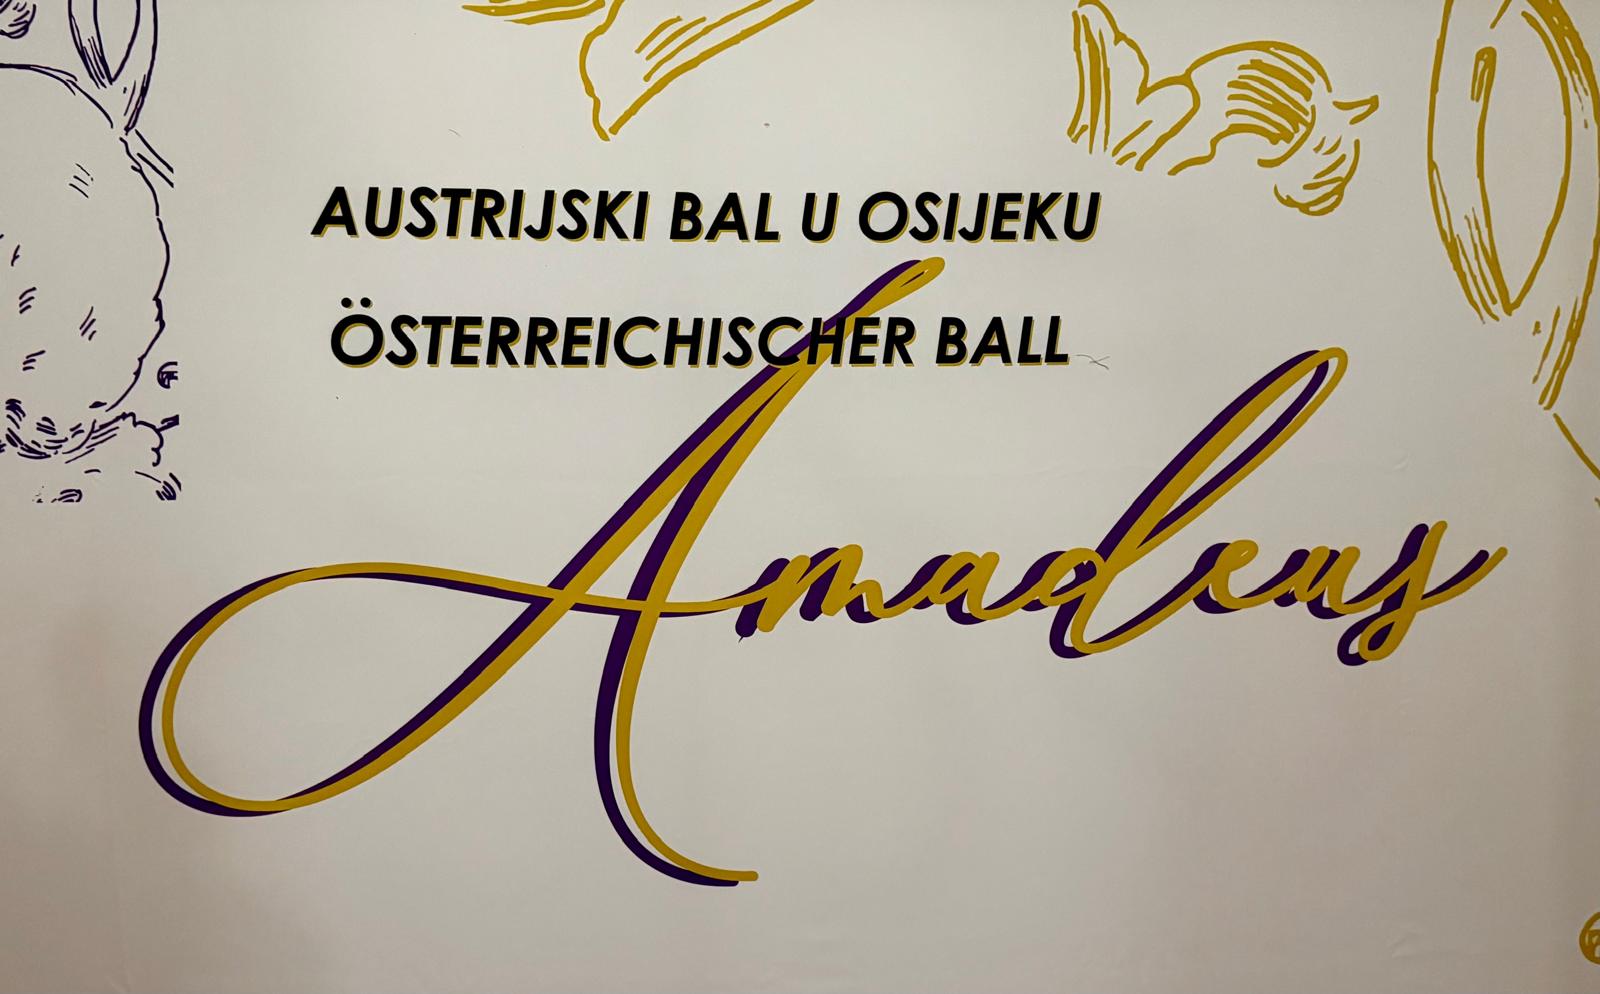 AUSTRIJSKI BAL U OSIJEKU
ÖSTERREICHISCHER BALL
Amadeus